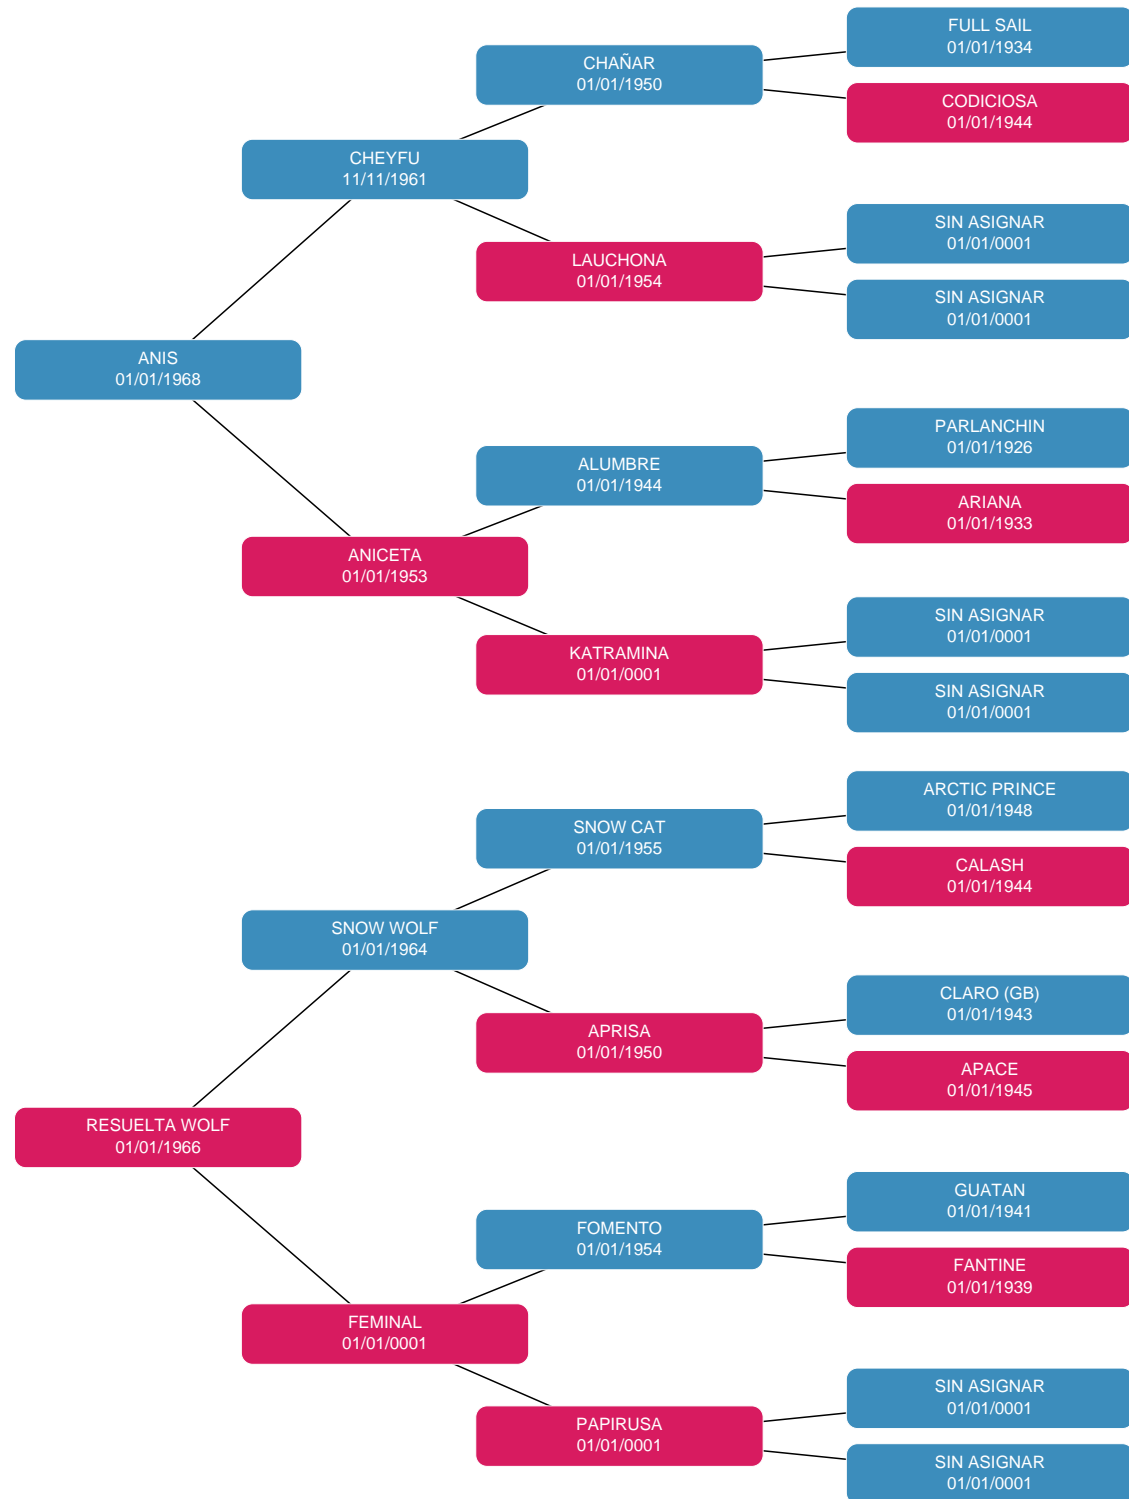 FULL SAIL
01/01/1934
CHAÑAR
01/01/1950
CODICIOSA
01/01/1944
CHEYFU
11/11/1961
SIN ASIGNAR
01/01/0001
LAUCHONA
01/01/1954
SIN ASIGNAR
01/01/0001
ANIS
01/01/1968
PARLANCHIN
01/01/1926
ALUMBRE
01/01/1944
ARIANA
01/01/1933
ANICETA
01/01/1953
SIN ASIGNAR
01/01/0001
KATRAMINA
01/01/0001
SIN ASIGNAR
01/01/0001
ARCTIC PRINCE
01/01/1948
SNOW CAT
01/01/1955
CALASH
01/01/1944
SNOW WOLF
01/01/1964
CLARO (GB)
01/01/1943
APRISA
01/01/1950
APACE
01/01/1945
RESUELTA WOLF
01/01/1966
GUATAN
01/01/1941
FOMENTO
01/01/1954
FANTINE
01/01/1939
FEMINAL
01/01/0001
SIN ASIGNAR
01/01/0001
PAPIRUSA
01/01/0001
SIN ASIGNAR
01/01/0001